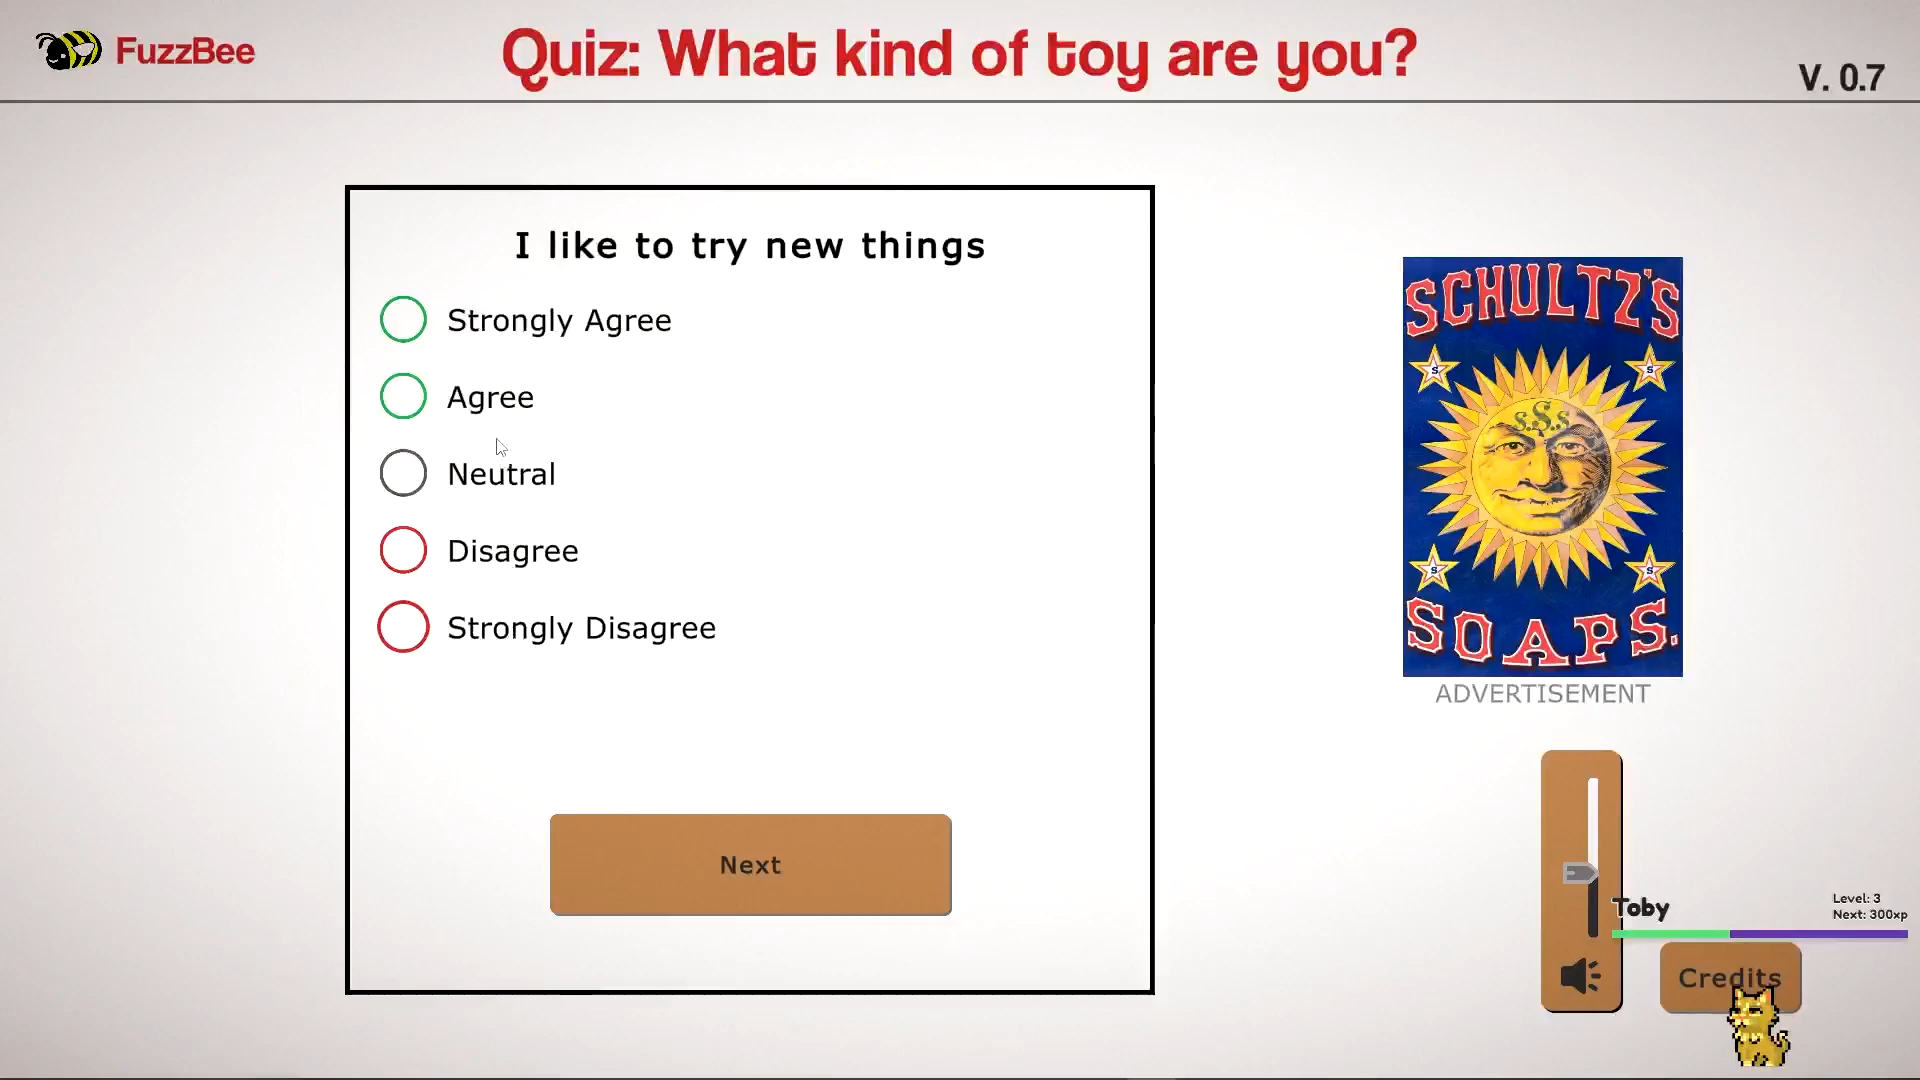 FuzzBee
Quiz: What kind of toy are you?
V. 0.7
I like to try new things
Strongly Agree
Agree
Neutral
Disagree
Strongly Disagree
Next
SCHULTZ'S
S S
S.S.S
S S
SOAPS.
ADVERTISEMENT
Toby
Level: 3
Next: 300xp
Credits